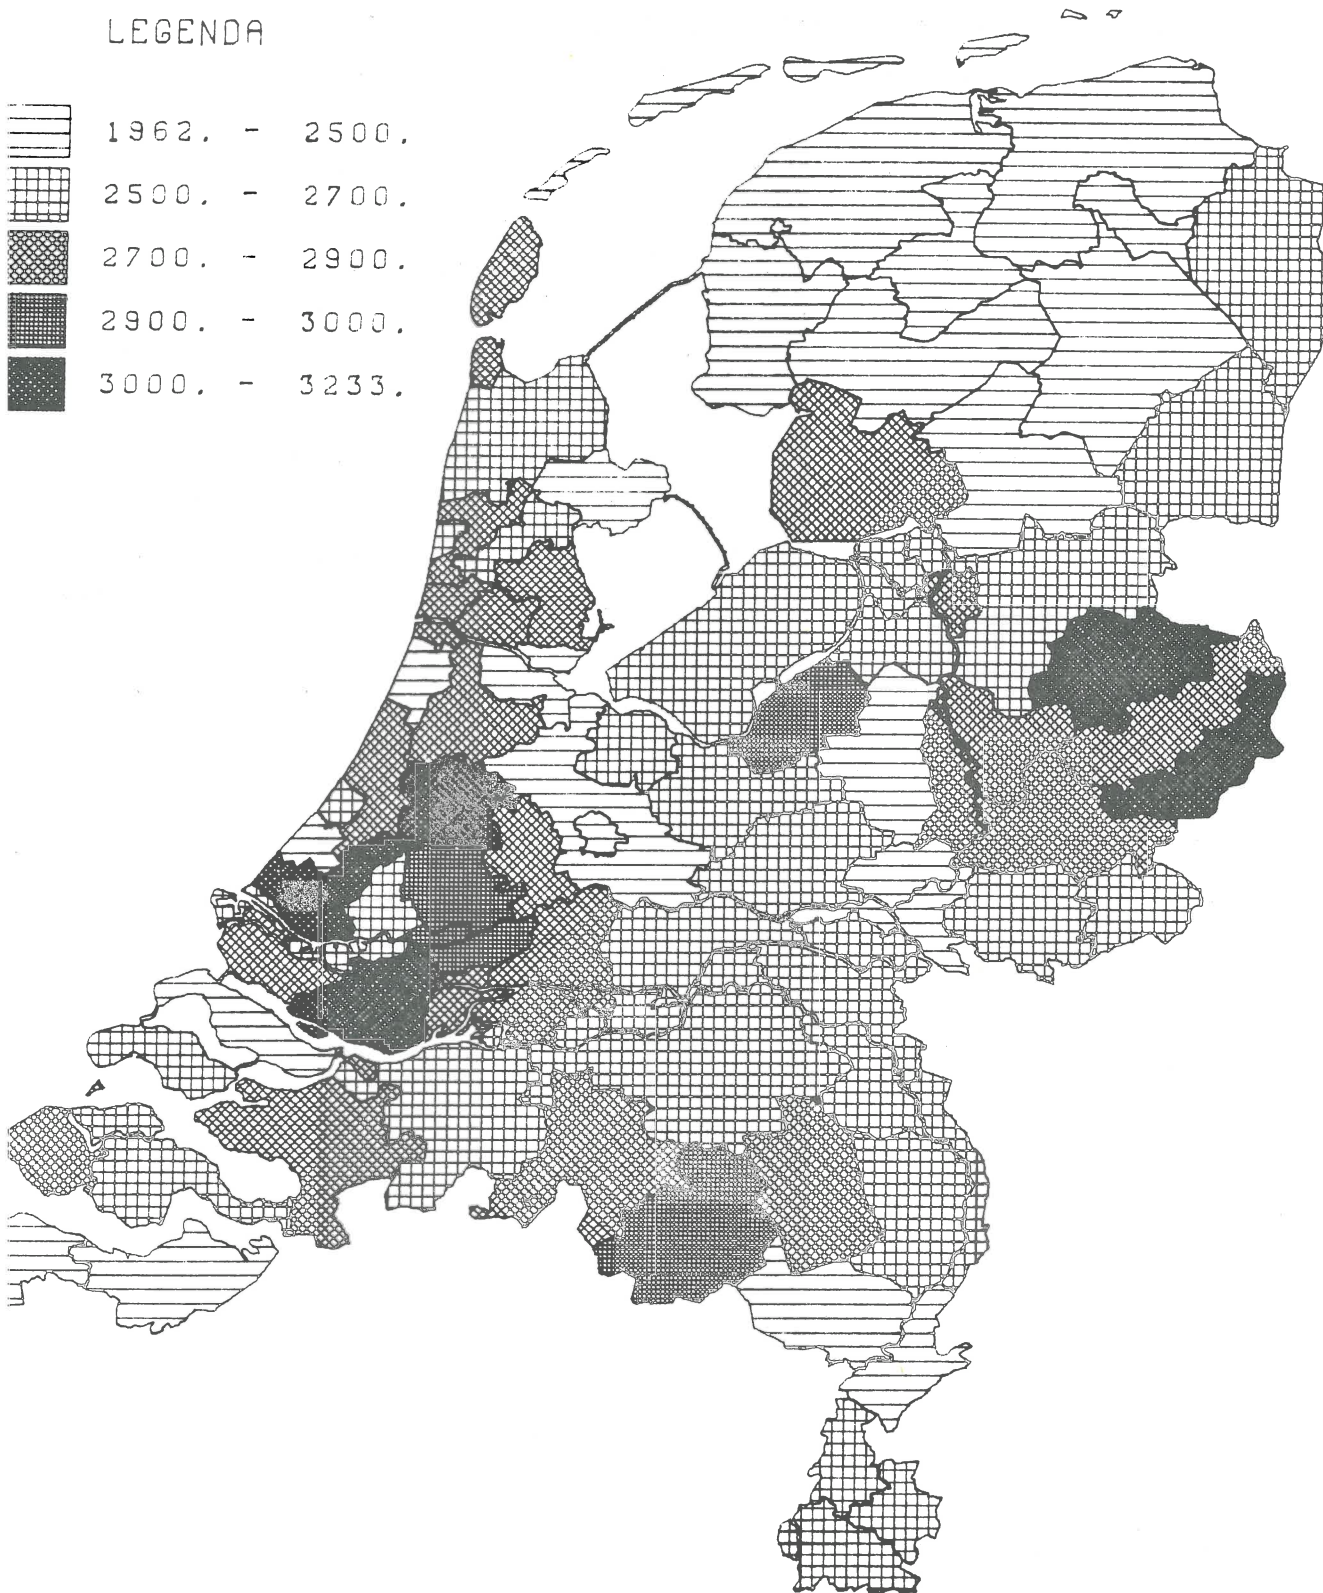 LEGENDA
1962. - 2500.
2500. - 2700.
2700. - 2900.
2900. - 3000.
3000. - 3233.